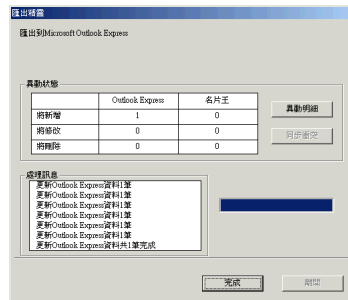 匯出精靈
匯出到Microsoft Outlook Express
異動狀態
Outlook Express 名片王
將新增 1 0
將修改 0 0
將刪除 0 0
異動明細
同步衝突
處理訊息
更新Outlook Express資料1筆
更新Outlook Express資料1筆
更新Outlook Express資料1筆
更新Outlook Express資料1筆
更新Outlook Express資料1筆
更新Outlook Express資料1筆
更新Outlook Express資料共1筆完成
完成
離開